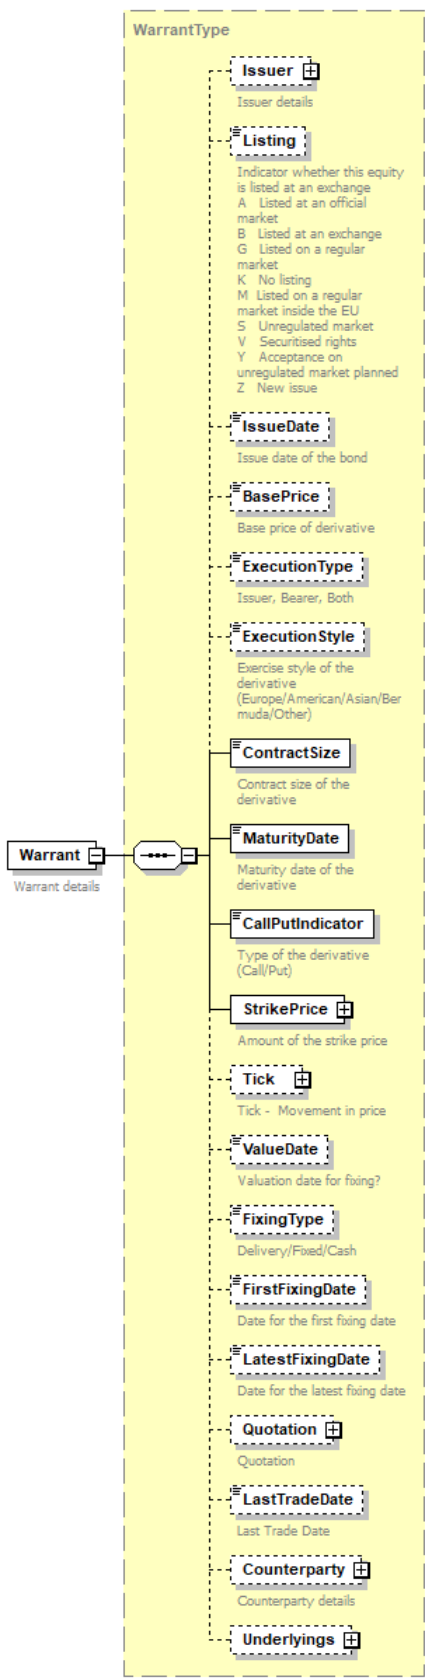 WarrantType
Issuer
Issuer details
Listing
Indicator whether this equity
is listed at an exchange
A Listed at an official
market
B Listed at an exchange
G Listed on a regular
market
K No listing
M Listed on a regular
market inside the EU
S Unregulated market
V Securitised rights
Y Acceptance on
unregulated market planned
Z New issue
IssueDate
Issue date of the bond
BasePrice
Base price of derivative
ExecutionType
Issuer, Bearer, Both
ExecutionStyle
Exercise style of the
derivative
(Europe/American/Asian/Ber
muda/Other)
ContractSize
Contract size of the
derivative
MaturityDate
Maturity date of the
derivative
Warrant
Warrant details
CallPutIndicator
Type of the derivative
(Call/Put)
StrikePrice
Amount of the strike price
Tick
Tick - Movement in price
ValueDate
Valuation date for fixing?
FixingType
Delivery/Fixed/Cash
FirstFixingDate
Date for the first fixing date
LatestFixingDate
Date for the latest fixing date
Quotation
Quotation
LastTradeDate
Last Trade Date
Counterparty
Counterparty details
Underlyings